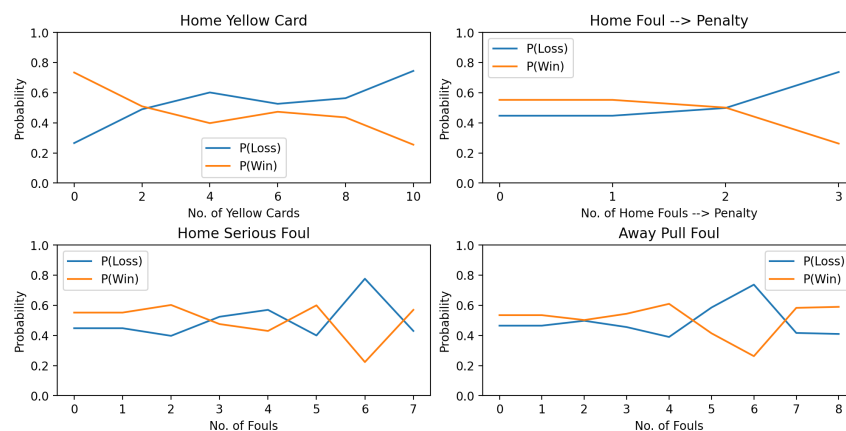 Home Yellow Card
1.0
0.8
0.6
0.4
0.2
0.0
Probability
P(Loss)
P(Win)
0 2 4 6 8 10
No. of Yellow Cards
Home Foul --> Penalty
1.0
0.8
0.6
0.4
0.2
0.0
Probability
P(Loss)
P(Win)
0 1 2 3
No. of Home Fouls --> Penalty
Home Serious Foul
1.0
0.8
0.6
0.4
0.2
0.0
Probability
P(Loss)
P(Win)
0 1 2 3 4 5 6 7
No. of Fouls
Away Pull Foul
1.0
0.8
0.6
0.4
0.2
0.0
Probability
P(Loss)
P(Win)
0 1 2 3 4 5 6 7 8
No. of Fouls